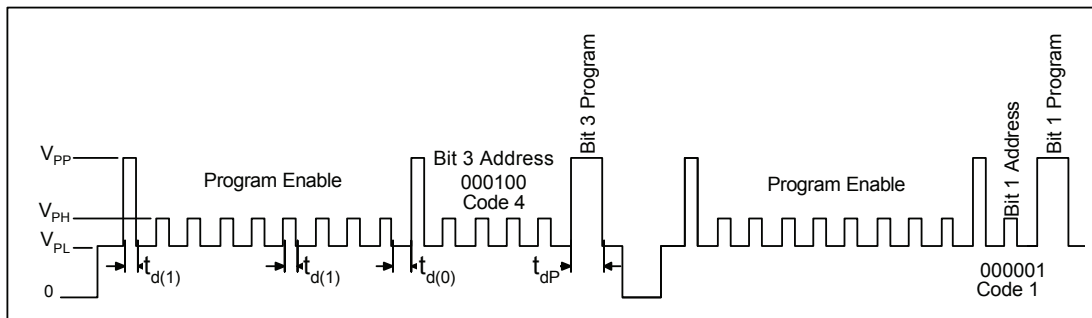 V_PP
V_PH
V_PL
0
Program Enable
Bit 3 Address
000100
Code 4
Bit 3 Program
t_d(1)
t_d(1)
t_d(0)
t_dP
Program Enable
Bit 1 Address
Bit 1 Program
000001
Code 1